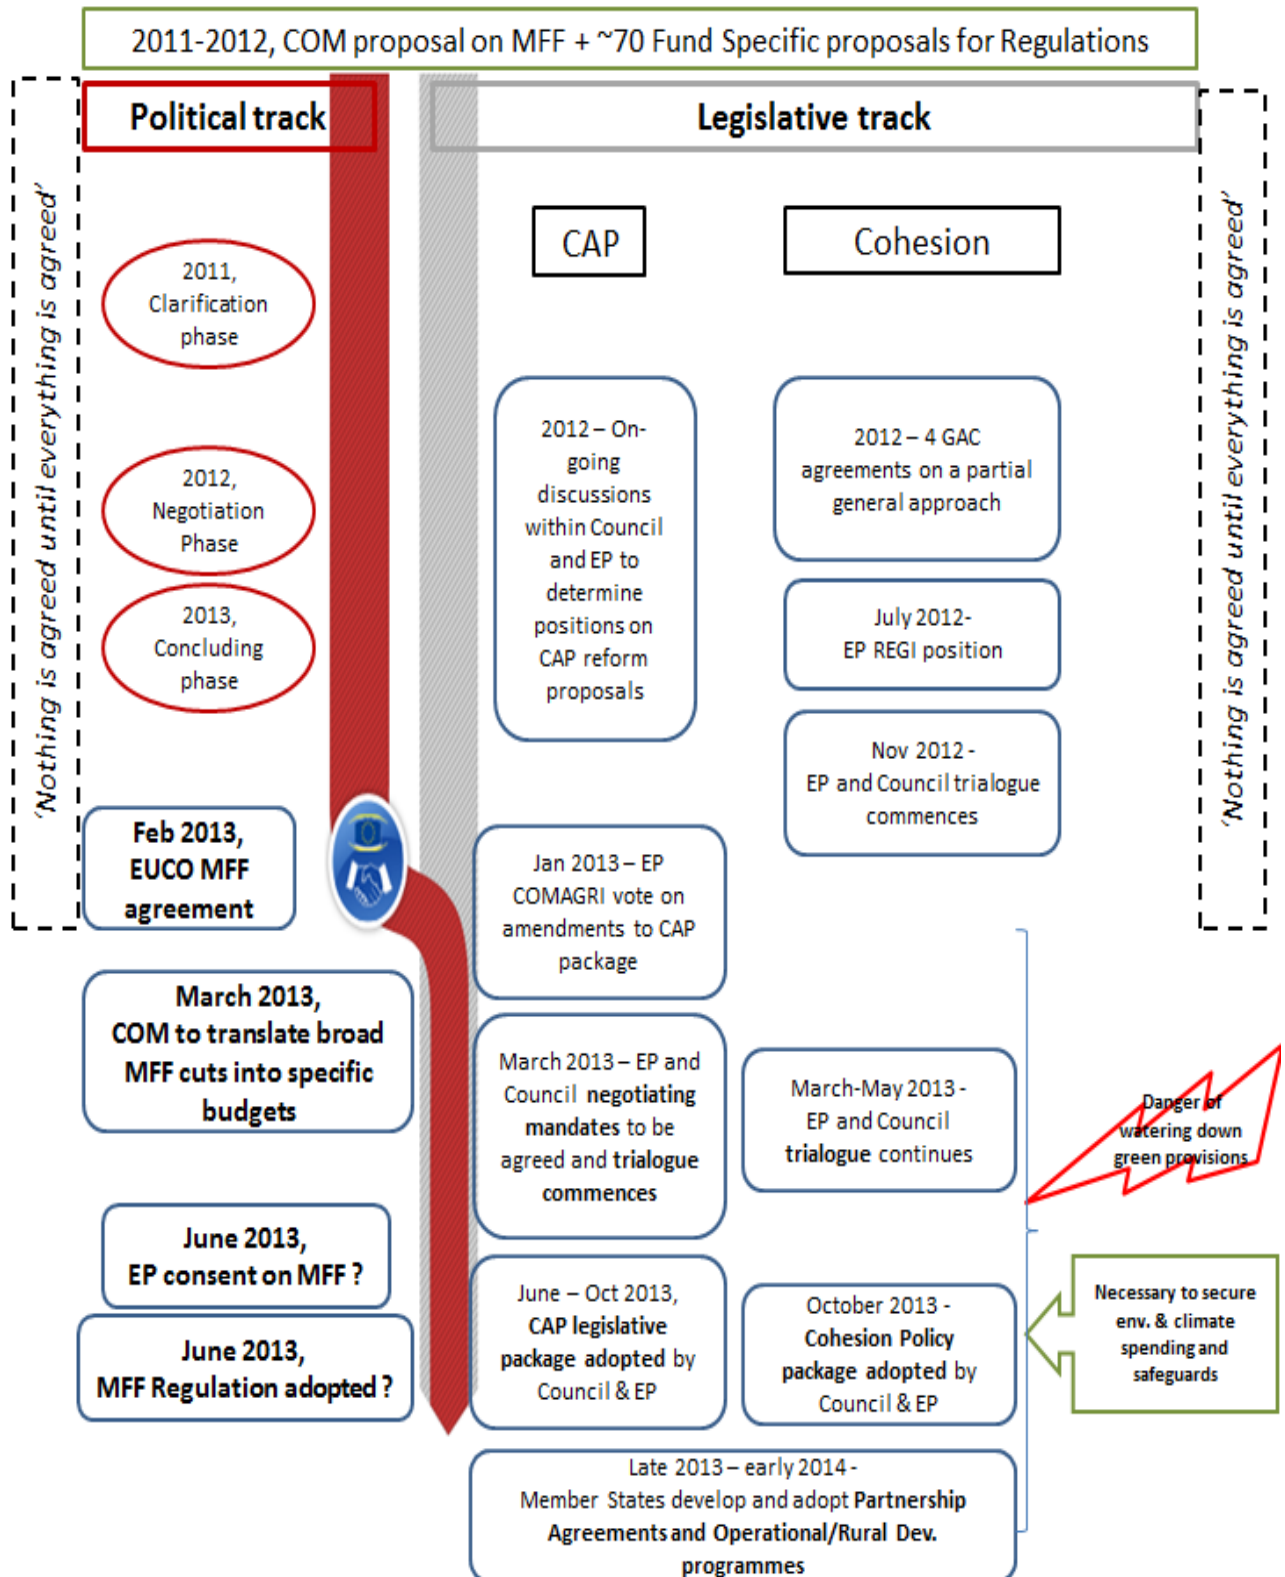 2011-2012, COM proposal on MFF + ~70 Fund Specific proposals for Regulations
Political track
Legislative track
'Nothing is agreed until everything is agreed'
'Nothing is agreed until everything is agreed'
CAP
Cohesion
2011,
Clarification
phase
2012,
Negotiation
Phase
2013,
Concluding
phase
Feb 2013,
EUCO MFF
agreement
March 2013,
COM to translate broad
MFF cuts into specific
budgets
June 2013,
EP consent on MFF ?
June 2013,
MFF Regulation adopted ?
2012 – On-
going
discussions
within Council
and EP to
determine
positions on
CAP reform
proposals
Jan 2013 – EP
COMAGRI vote on
amendments to CAP
package
March 2013 – EP and
Council negotiating
mandates to be
agreed and trialogue
commences
June – Oct 2013,
CAP legislative
package adopted by
Council & EP
2012 – 4 GAC
agreements on a partial
general approach
July 2012-
EP REGI position
Nov 2012 -
EP and Council trialogue
commences
March-May 2013 -
EP and Council
trialogue continues
October 2013 -
Cohesion Policy
package adopted by
Council & EP
Late 2013 – early 2014 -
Member States develop and adopt Partnership
Agreements and Operational/Rural Dev.
programmes
Danger of
watering down
green provisions
Necessary to secure
env. & climate
spending and
safeguards